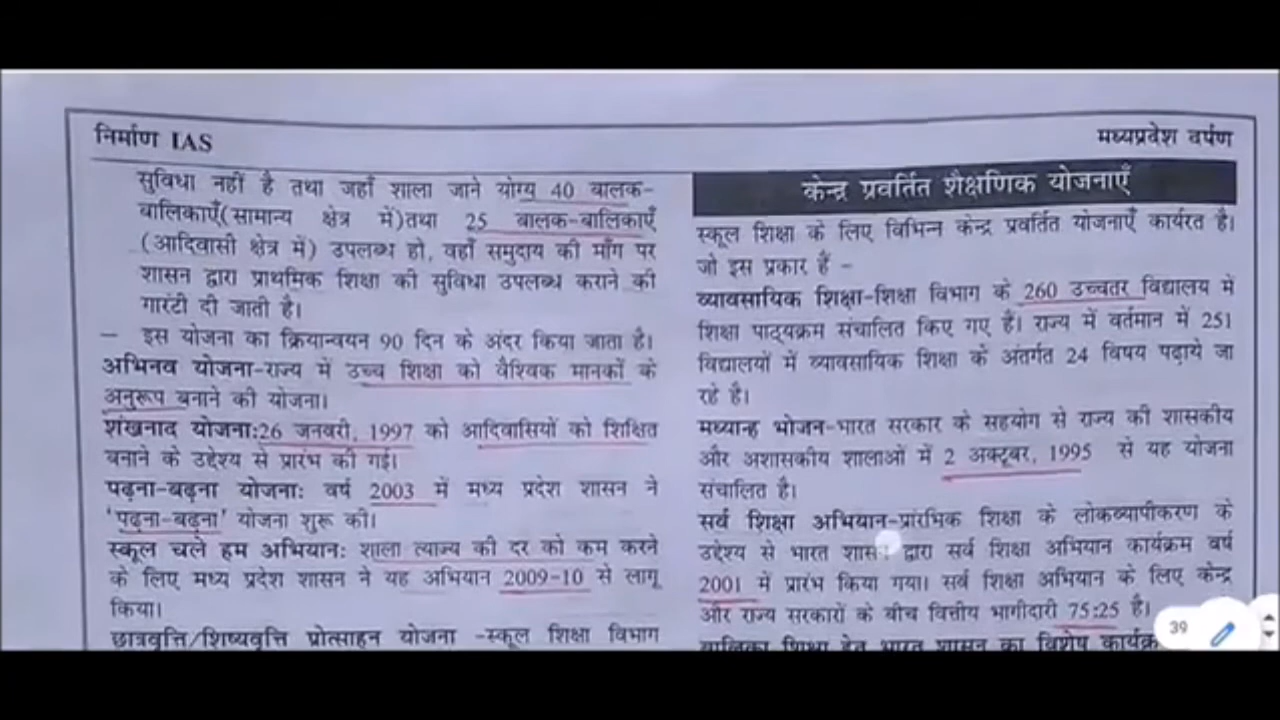 निर्माण IAS
मध्यप्रदेश दर्पण
सुविधा नहीं है तथा जहाँ शाला जाने योग्य 40 बालक-
बालिकाएँ(सामान्य क्षेत्र में)तथा 25 बालक-बालिकाएँ
(आदिवासी क्षेत्र में) उपलब्ध हो, वहाँ समुदाय की माँग पर
शासन द्वारा प्राथमिक शिक्षा की सुविधा उपलब्ध कराने की
गारंटी दी जाती है।
– इस योजना का क्रियान्वयन 90 दिन के अंदर किया जाता है।
अभिनव योजना-राज्य में उच्च शिक्षा को वैश्विक मानकों के
अनुरूप बनाने की योजना।
शंखनाद योजना:26 जनवरी, 1997 को आदिवासियों को शिक्षित
बनाने के उद्देश्य से प्रारंभ की गई।
पढ़ना-बढ़ना योजना: वर्ष 2003 में मध्य प्रदेश शासन ने
'पढ़ना-बढ़ना' योजना शुरू की।
स्कूल चले हम अभियान: शाला त्याज्य की दर को कम करने
के लिए मध्य प्रदेश शासन ने यह अभियान 2009-10 से लागू
किया।
छात्रवृत्ति/शिष्यवृत्ति प्रोत्साहन योजना -स्कूल शिक्षा विभाग
केन्द्र प्रवर्तित शैक्षणिक योजनाएँ
स्कूल शिक्षा के लिए विभिन्न केन्द्र प्रवर्तित योजनाएँ कार्यरत है।
जो इस प्रकार हैं –
व्यावसायिक शिक्षा-शिक्षा विभाग के 260 उच्चतर विद्यालय में
शिक्षा पाठ्यक्रम संचालित किए गए है। राज्य में वर्तमान में 251
विद्यालयों में व्यावसायिक शिक्षा के अंतर्गत 24 विषय पढ़ाये जा
रहे है।
मध्यान्ह भोजन-भारत सरकार के सहयोग से राज्य की शासकीय
और अशासकीय शालाओं में 2 अक्टूबर, 1995 से यह योजना
संचालित है।
सर्व शिक्षा अभियान-प्रारंभिक शिक्षा के लोकव्यापीकरण के
उद्देश्य से भारत शासन द्वारा सर्व शिक्षा अभियान कार्यक्रम वर्ष
2001 में प्रारंभ किया गया। सर्व शिक्षा अभियान के लिए केन्द्र
और राज्य सरकारों के बीच वित्तीय भागीदारी 75:25 है।
बालिका शिक्षा हेतु भारत शासन का विशेष
39